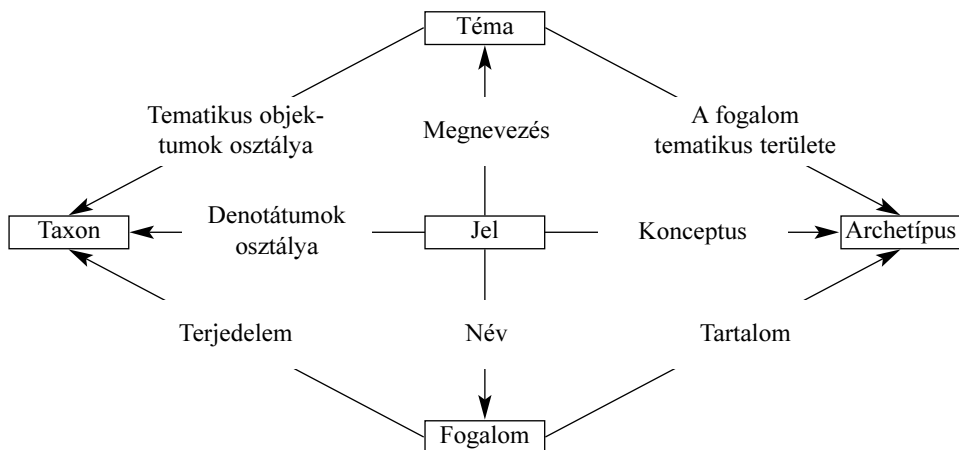 Téma
Tematikus objek-
tumok osztálya
Megnevezés
A fogalom
tematikus területe
Taxon
Denotátumok
osztálya
Jel
Konceptus
Archetípus
Terjedelem
Név
Tartalom
Fogalom